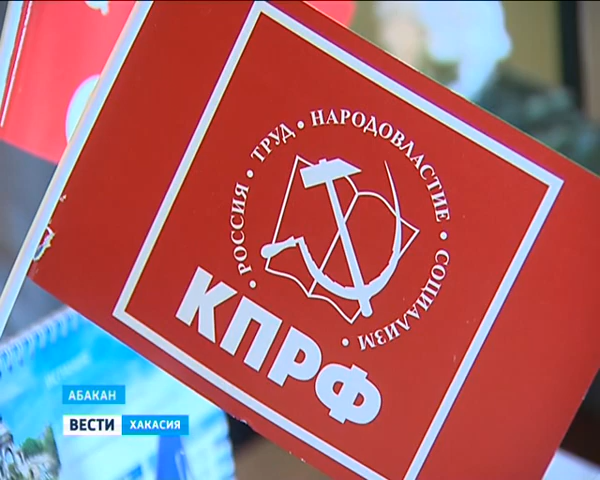 · РОССИЯ · ТРУД · НАРОДОВЛАСТИЕ · СОЦИАЛИЗМ ·
КПРФ
АБАКАН
ВЕСТИ ХАКАСИЯ